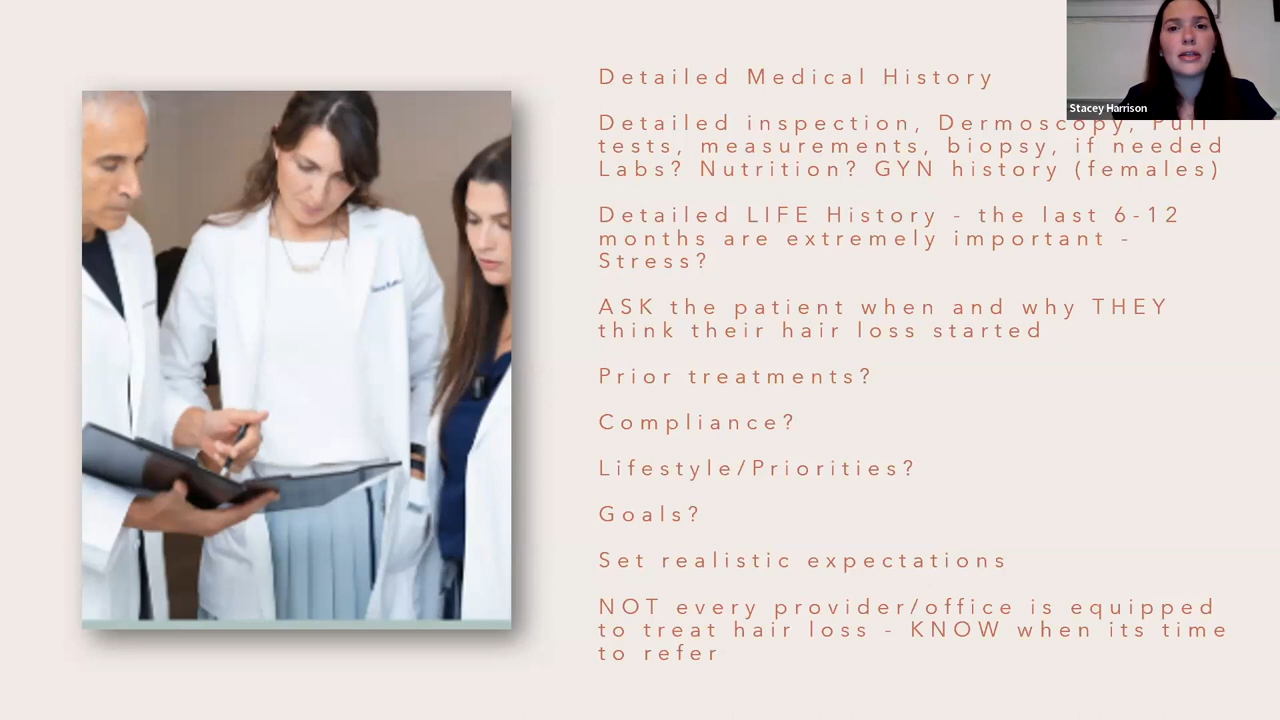 Detailed Medical History
Stacey Harrison
Detailed inspection, Dermoscopy, Pull
tests, measurements, biopsy, if needed
Labs? Nutrition? GYN history (females)
Detailed LIFE History - the last 6-12
months are extremely important -
Stress?
ASK the patient when and why THEY
think their hair loss started
Prior treatments?
Compliance?
Lifestyle/Priorities?
Goals?
Set realistic expectations
NOT every provider/office is equipped
to treat hair loss - KNOW when its time
to refer